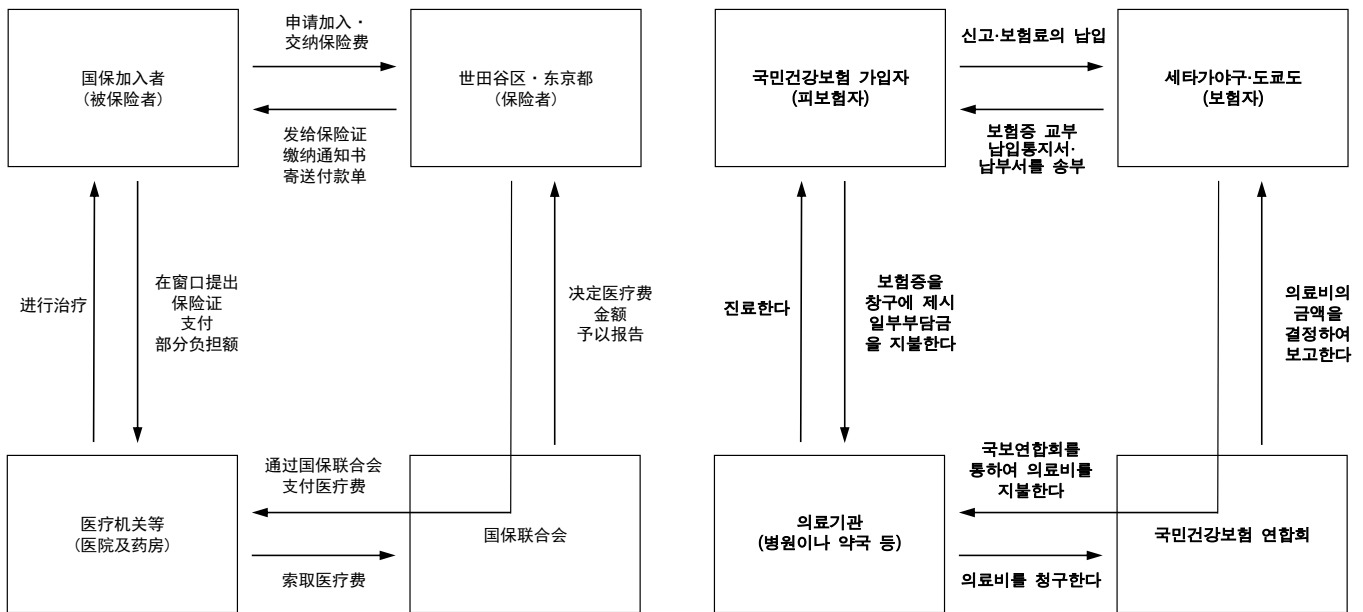 申请加入・
交纳保险费
国保加入者
(被保险者)
世田谷区・东京都
(保险者)
发给保险证
缴纳通知书
寄送付款单
进行治疗
在窗口提出
保险证
支付
部分负担额
决定医疗费
金额
予以报告
通过国保联合会
支付医疗费
医疗机关等
(医院及药房)
国保联合会
索取医疗费
신고·보험료의 납입
국민건강보험 가입자
(피보험자)
세타가야구·도쿄도
(보험자)
보험증 교부
납입통지서·
납부서를 송부
진료한다
보험증을
창구에 제시
일부부담금
을 지불한다
의료비의
금액을
결정하여
보고한다
국보연합회를
통하여 의료비를
지불한다
의료기관
(병원이나 약국 등)
국민건강보험 연합회
의료비를 청구한다